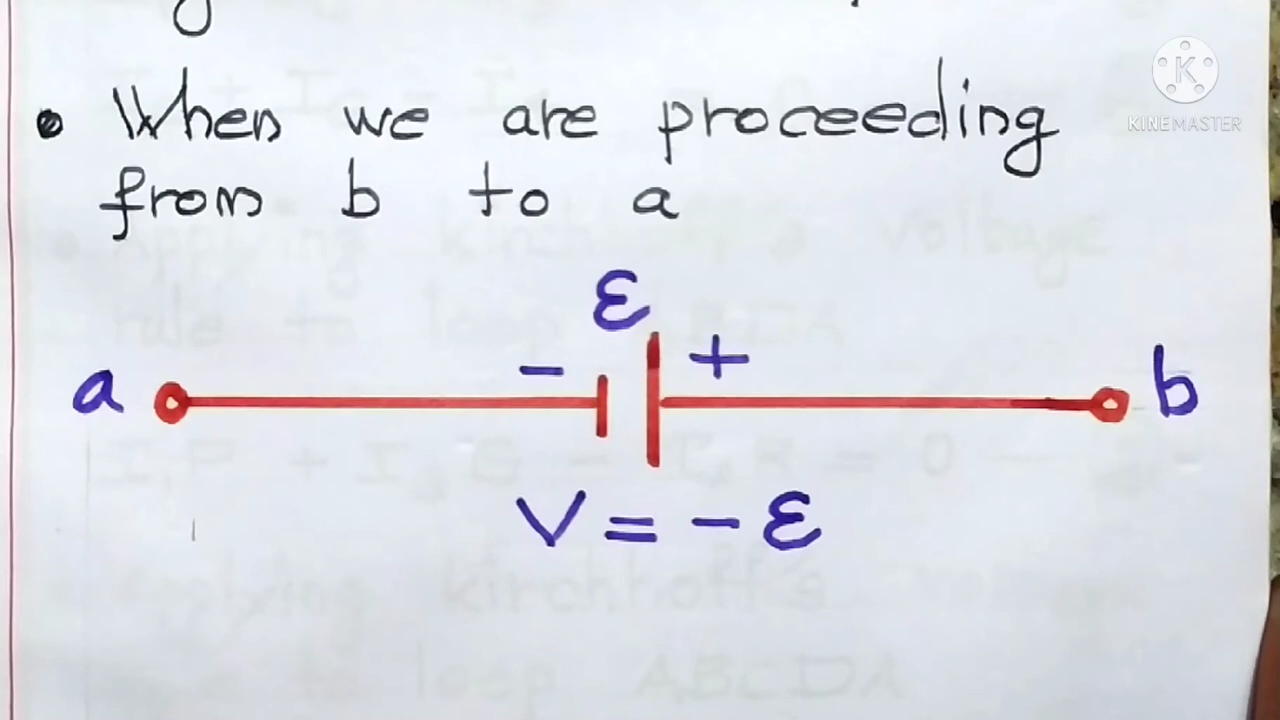 • When we are proceeding
from b to a
ε
- +
a b
V = - ε
K
KINEMASTER